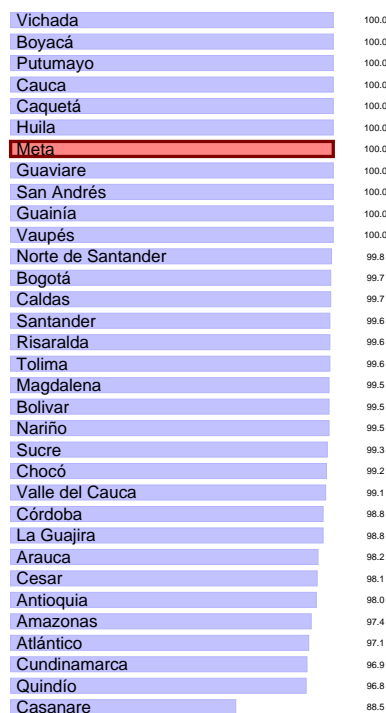 Vichada 100.0
Boyacá 100.0
Putumayo 100.0
Cauca 100.0
Caquetá 100.0
Huila 100.0
Meta 100.0
Guaviare 100.0
San Andrés 100.0
Guainía 100.0
Vaupés 100.0
Norte de Santander 99.8
Bogotá 99.7
Caldas 99.7
Santander 99.6
Risaralda 99.6
Tolima 99.6
Magdalena 99.5
Bolivar 99.5
Nariño 99.5
Sucre 99.3
Chocó 99.2
Valle del Cauca 99.1
Córdoba 98.8
La Guajira 98.8
Arauca 98.2
Cesar 98.1
Antioquia 98.0
Amazonas 97.4
Atlántico 97.1
Cundinamarca 96.9
Quindío 96.8
Casanare 88.5